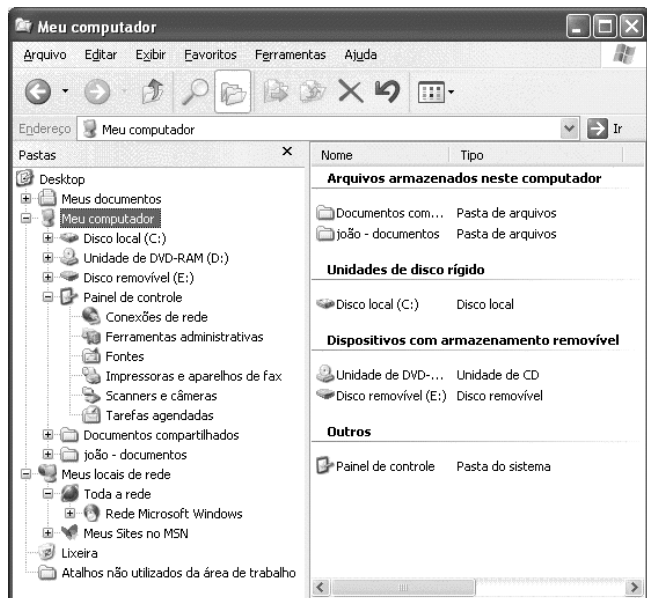 Meu computador
Arquivo Editar Exibir Favoritos Ferramentas Ajuda
Endereço Meu computador Ir
Pastas
Desktop
Meus documentos
Meu computador
Disco local (C:)
Unidade de DVD-RAM (D:)
Disco removível (E:)
Painel de controle
Conexões de rede
Ferramentas administrativas
Fontes
Impressoras e aparelhos de fax
Scanners e câmeras
Tarefas agendadas
Documentos compartilhados
joão - documentos
Meus locais de rede
Toda a rede
Rede Microsoft Windows
Meus Sites no MSN
Lixeira
Atalhos não utilizados da área de trabalho
Nome Tipo
Arquivos armazenados neste computador
Documentos com... Pasta de arquivos
joão - documentos Pasta de arquivos
Unidades de disco rígido
Disco local (C:) Disco local
Dispositivos com armazenamento removível
Unidade de DVD-... Unidade de CD
Disco removível (E:) Disco removível
Outros
Painel de controle Pasta do sistema